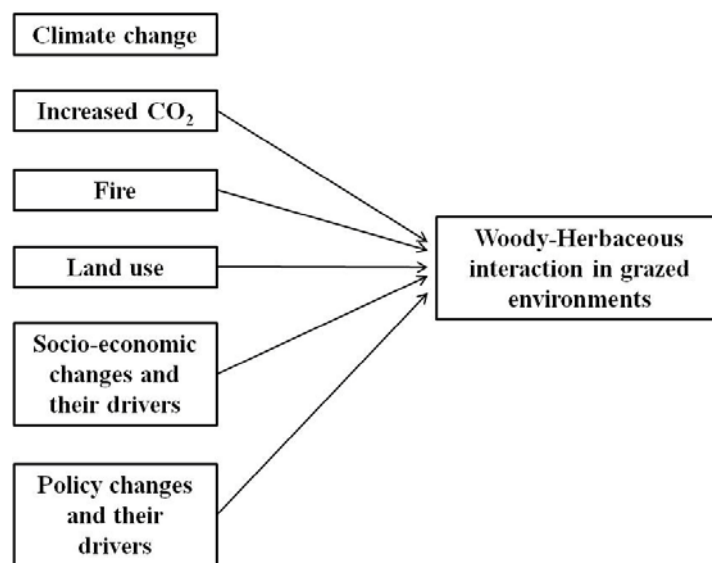 Climate change
Increased CO₂
Fire
Land use
Socio-economic
changes and
their drivers
Policy changes
and their
drivers
Woody-Herbaceous
interaction in grazed
environments